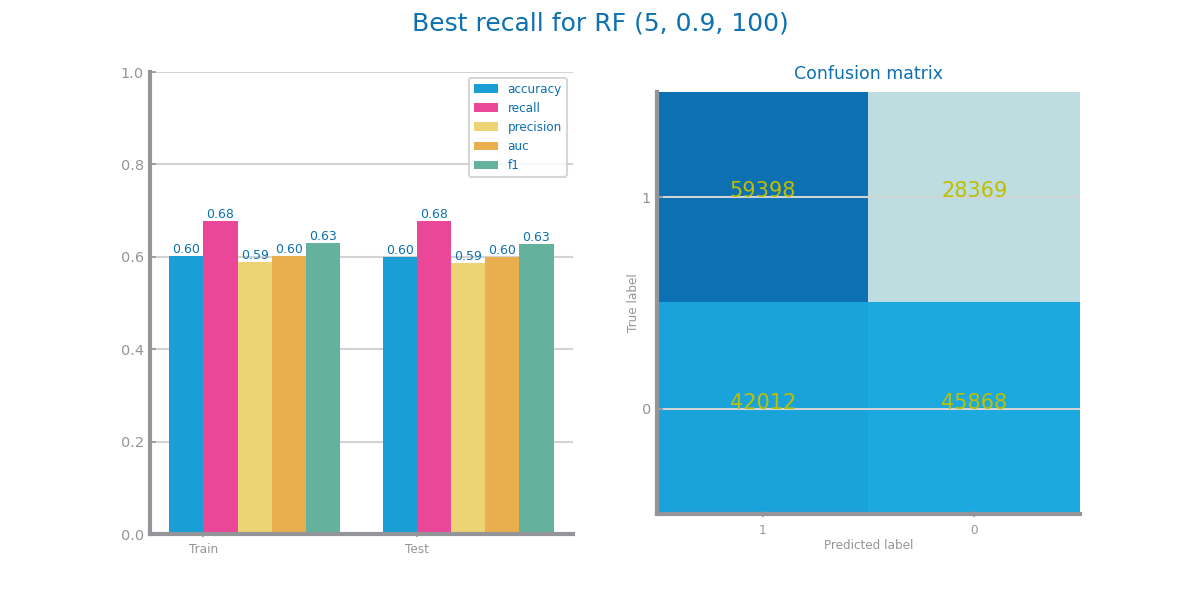 Best recall for RF (5, 0.9, 100)
1.0
0.8
0.6
0.4
0.2
0.0
accuracy
recall
precision
auc
f1
0.60
0.68
0.59
0.60
0.63
0.60
0.68
0.59
0.60
0.63
Train
Test
Confusion matrix
True label
1
0
59398
28369
42012
45868
1
0
Predicted label